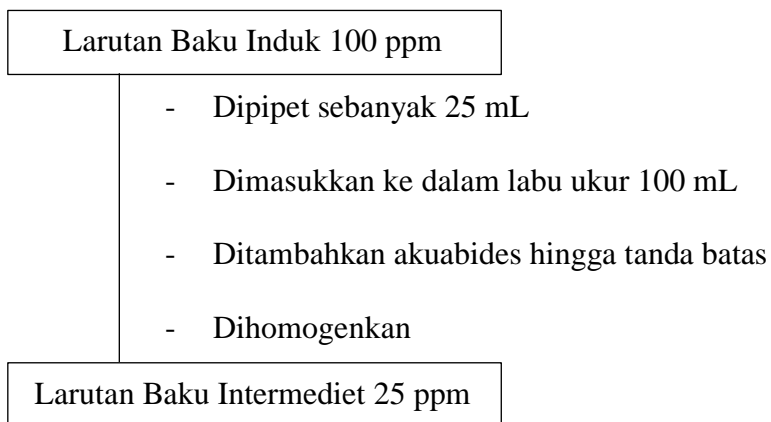 Larutan Baku Induk 100 ppm
- Dipipet sebanyak 25 mL
- Dimasukkan ke dalam labu ukur 100 mL
- Ditambahkan akuabides hingga tanda batas
- Dihomogenkan
Larutan Baku Intermediet 25 ppm